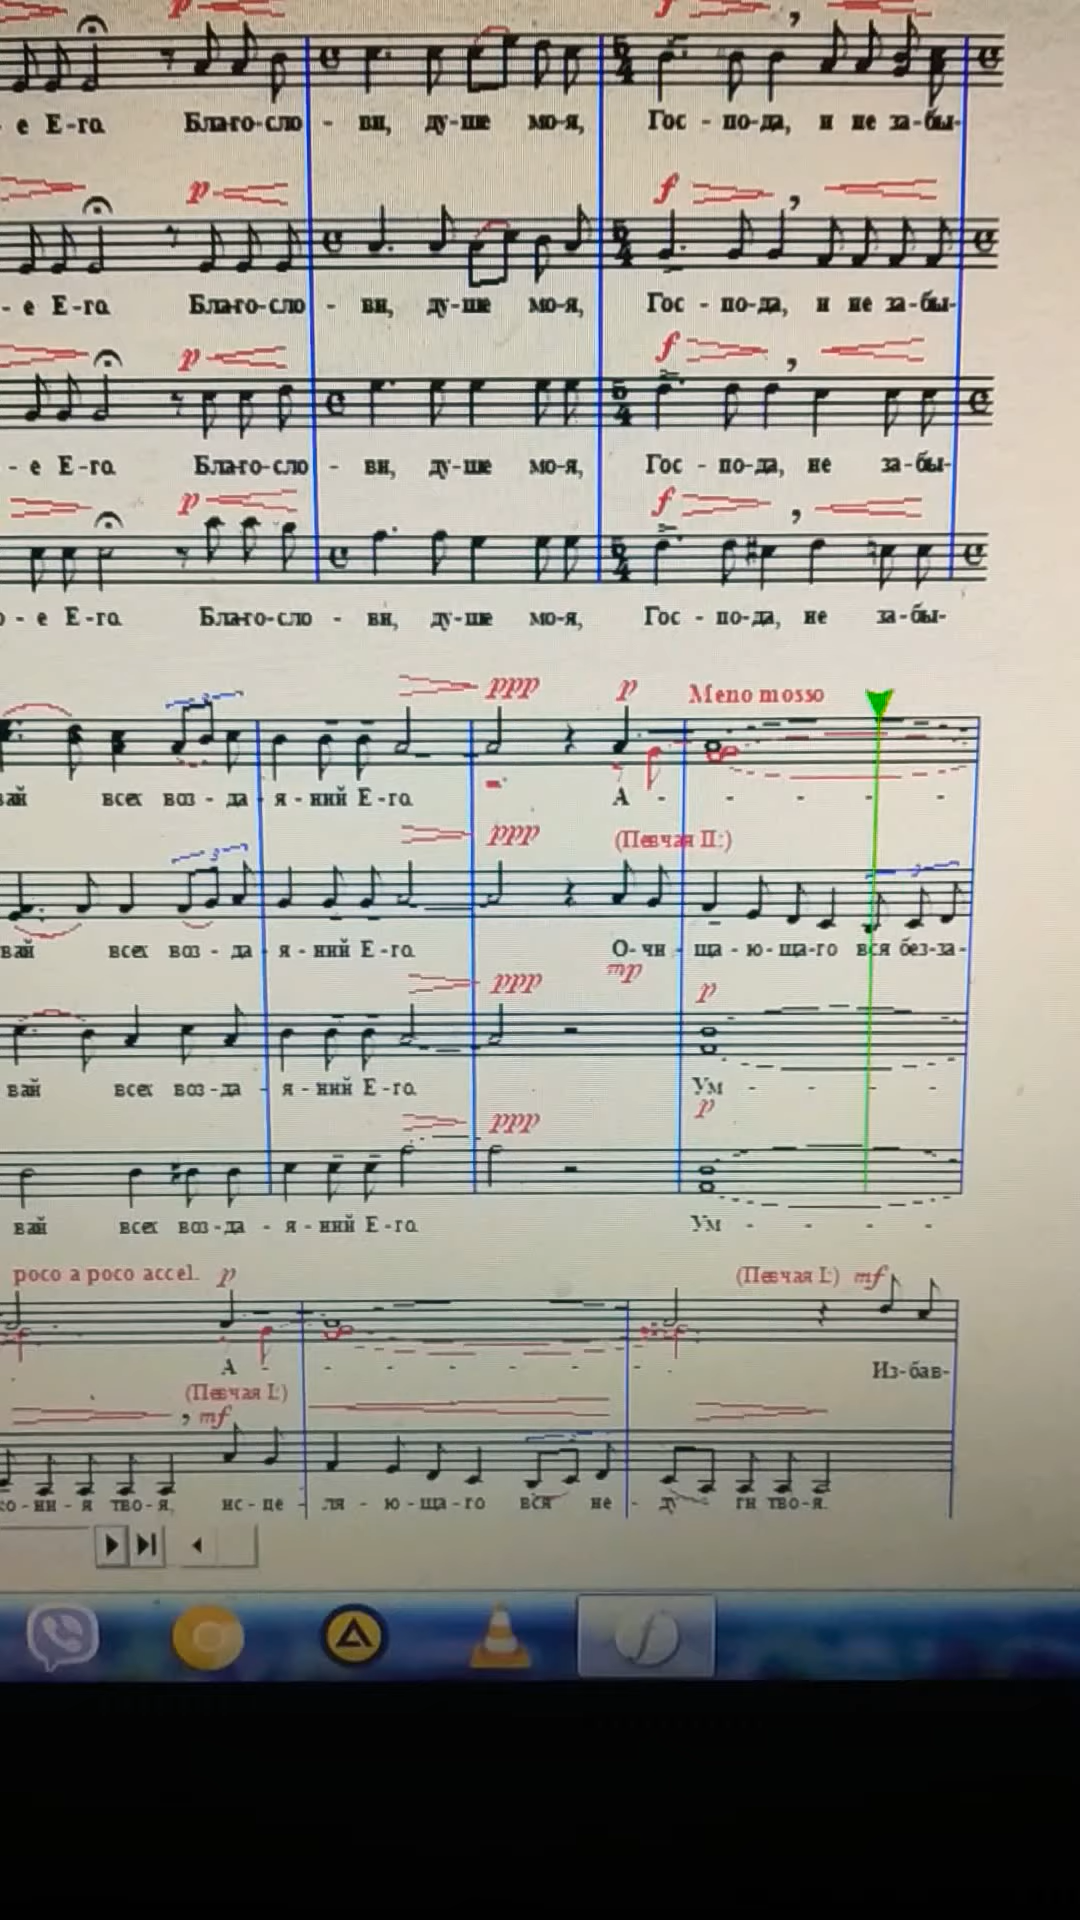 p f
- е Е-го. Благо-сло - ви, ду-ше мо-я, Гос - по-да, и не за-бы-
p f
- е Е-го. Благо-сло - ви, ду-ше мо-я, Гос - по-да, и не за-бы-
p f
- е Е-го. Благо-сло - ви, ду-ше мо-я, Гос - по-да, не за-бы-
p f
- е Е-го. Благо-сло - ви, ду-ше мо-я, Гос - по-да, не за-бы-
ppp p Meno mosso
3
вай всех воз - да - я - ний Е-го. А - - - -
ppp (Певчая II:)
3 3
вай всех воз - да - я - ний Е-го. О-чи - ща - ю-ща-го вся без-за-
mp
ppp p
вай всех воз-да - я - ний Е-го. Ум - - -
ppp p
вай всех воз-да - я - ний Е-го. Ум - - -
poco a poco accel. p (Певчая I:) mf
А - - - - - Из-бав-
(Певчая I:)
mf
ко-ни-я тво-я, ис-це - ля - ю-ща-го вся не - ду - ги тво-я.